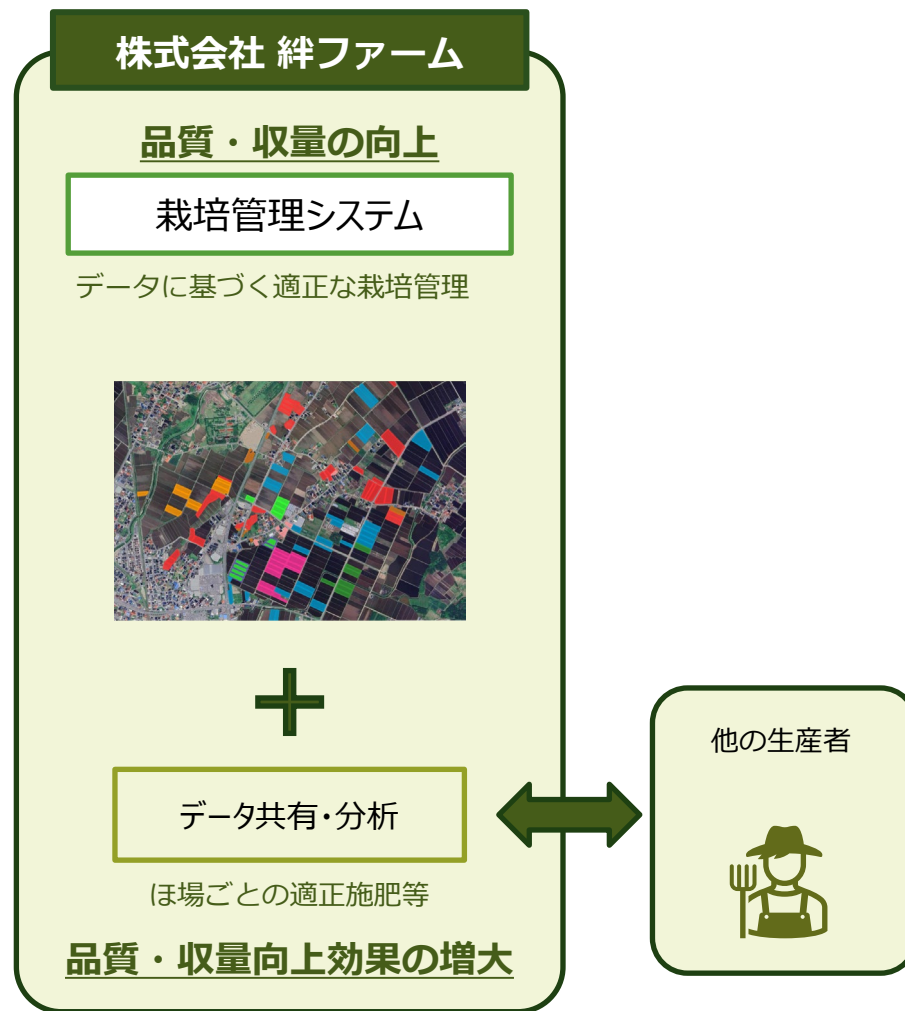 株式会社 絆ファーム
品質・収量の向上
栽培管理システム
データに基づく適正な栽培管理
データ共有・分析
ほ場ごとの適正施肥等
品質・収量向上効果の増大
他の生産者